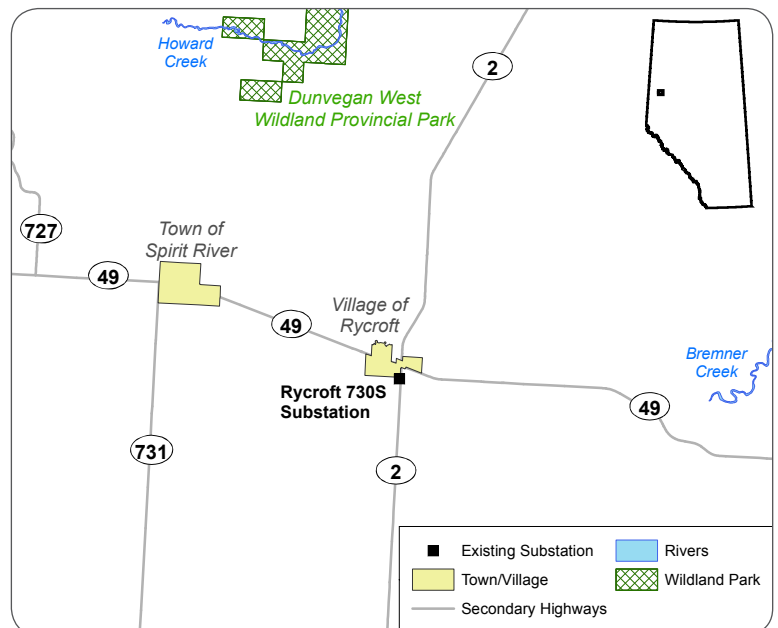 Howard
Creek
2
Dunvegan West
Wildland Provincial Park
727
Town of
Spirit River
49
49
Village of
Rycroft
Bremner
Creek
Rycroft 730S
Substation
49
731
2
Existing Substation
Rivers
Town/Village
Wildland Park
Secondary Highways